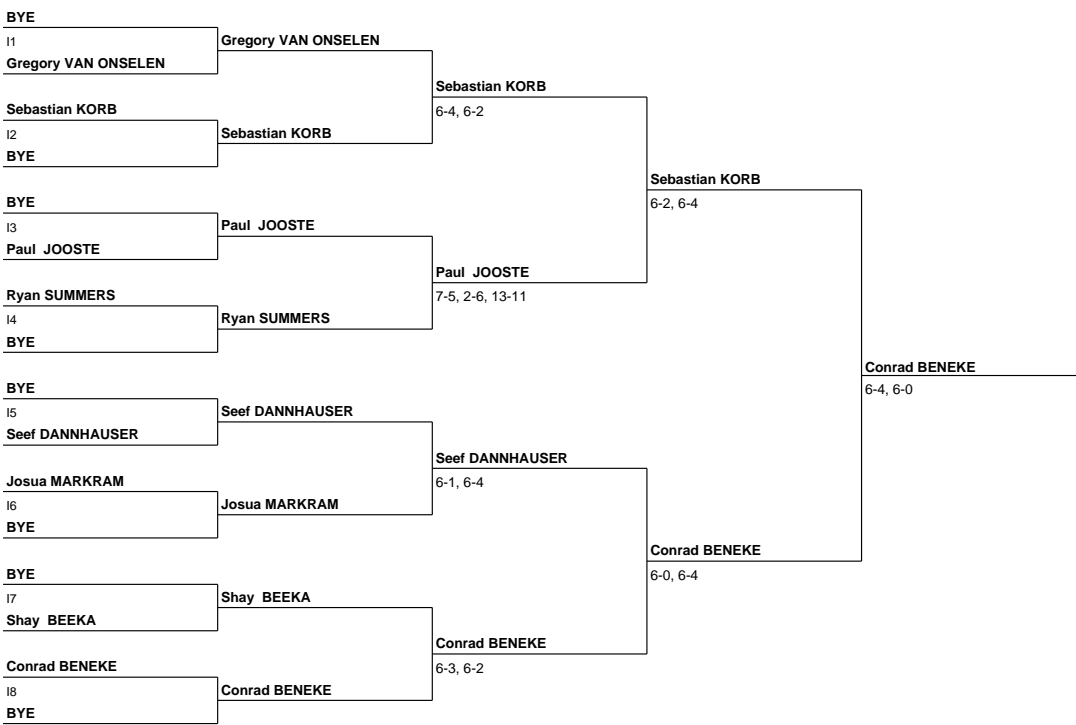 BYE
I1
Gregory VAN ONSELEN
Gregory VAN ONSELEN
Sebastian KORB
6-4, 6-2
Sebastian KORB
I2
BYE
Sebastian KORB
Sebastian KORB
6-2, 6-4
BYE
I3
Paul  JOOSTE
Paul  JOOSTE
Paul  JOOSTE
7-5, 2-6, 13-11
Ryan SUMMERS
I4
BYE
Ryan SUMMERS
Conrad BENEKE
6-4, 6-0
BYE
I5
Seef DANNHAUSER
Seef DANNHAUSER
Seef DANNHAUSER
6-1, 6-4
Josua MARKRAM
I6
BYE
Josua MARKRAM
Conrad BENEKE
6-0, 6-4
BYE
I7
Shay  BEEKA
Shay  BEEKA
Conrad BENEKE
6-3, 6-2
Conrad BENEKE
I8
BYE
Conrad BENEKE